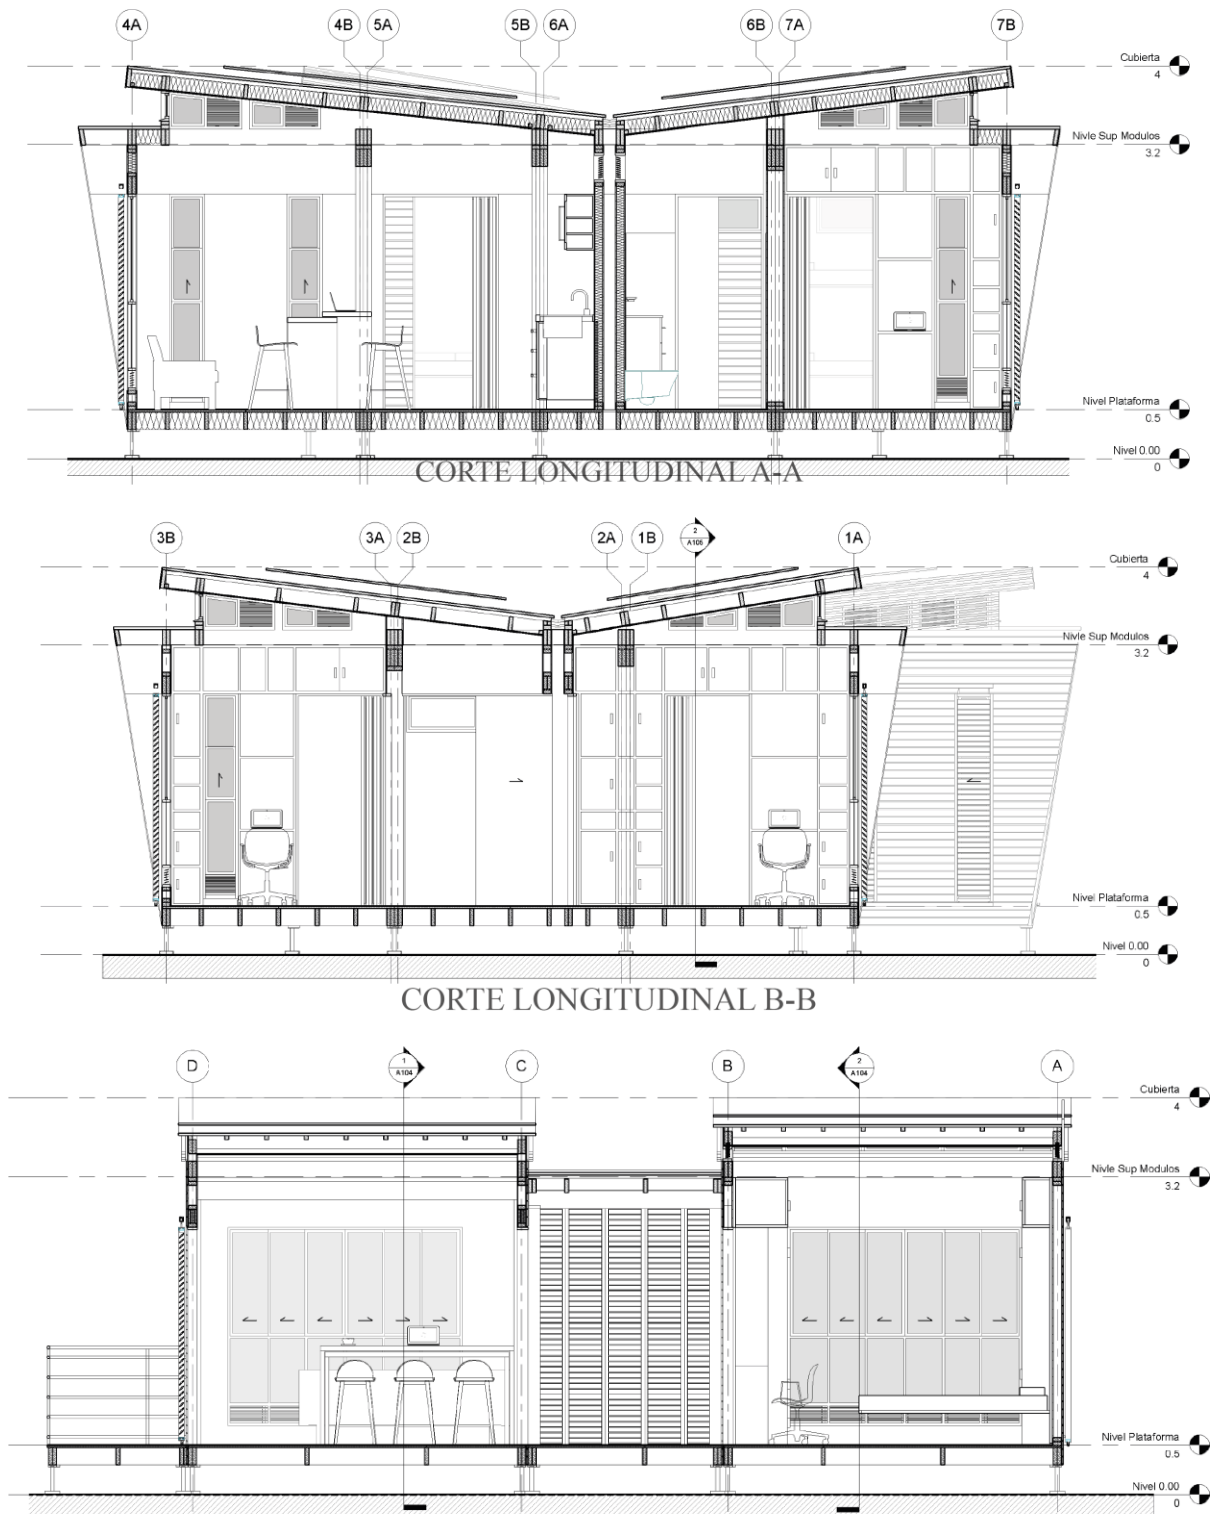 4A 4B 5A 5B 6A 6B 7A 7B
Cubierta
4
Nivle Sup Modulos
3.2
Nivel Plataforma
0.5
Nivel 0.00
0
CORTE LONGITUDINAL A-A
3B 3A 2B 2A 1B 2 1A
A106
Cubierta
4
Nivle Sup Modulos
3.2
Nivel Plataforma
0.5
Nivel 0.00
0
CORTE LONGITUDINAL B-B
D 1 C B 2 A
A104 A104
Cubierta
4
Nivle Sup Modulos
3.2
Nivel Plataforma
0.5
Nivel 0.00
0